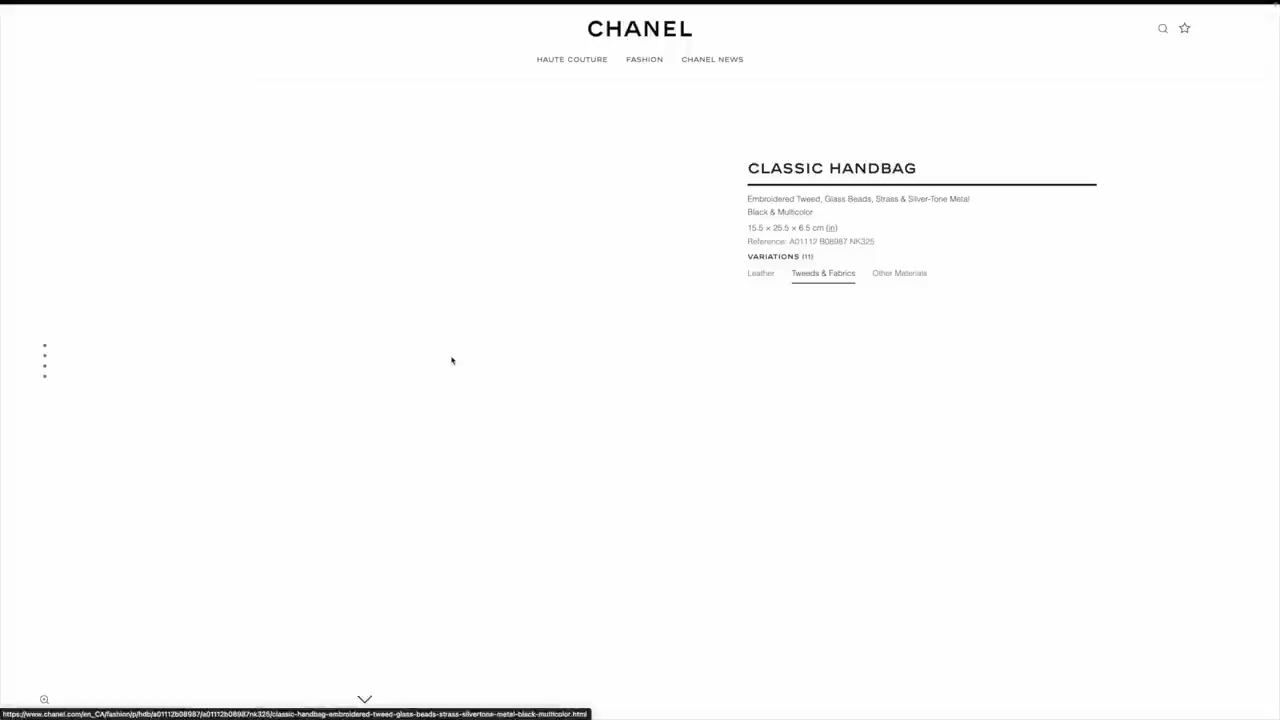 CHANEL
HAUTE COUTURE FASHION CHANEL NEWS
CLASSIC HANDBAG
Embroidered Tweed, Glass Beads, Strass & Silver-Tone Metal
Black & Multicolor
15.5 × 25.5 × 6.5 cm (in)
Reference: A01112 B08987 NK325
VARIATIONS (11)
Leather Tweeds & Fabrics Other Materials
https://www.chanel.com/en_CA/fashion/p/hdb/a01112b08987/a01112b08987nk325/classic-handbag-embroidered-tweed-glass-beads-strass-silvertone-metal-black-multicolor.html